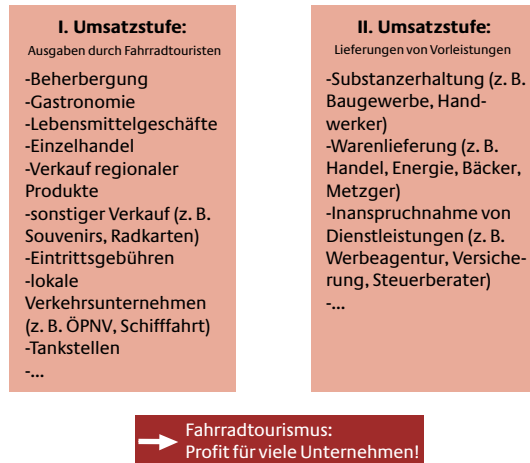 I. Umsatzstufe:
Ausgaben durch Fahrradtouristen
-Beherbergung
-Gastronomie
-Lebensmittelgeschäfte
-Einzelhandel
-Verkauf regionaler
Produkte
-sonstiger Verkauf (z. B.
Souvenirs, Radkarten)
-Eintrittsgebühren
-lokale
Verkehrsunternehmen
(z. B. ÖPNV, Schifffahrt)
-Tankstellen
-...
II. Umsatzstufe:
Lieferungen von Vorleistungen
-Substanzerhaltung (z. B.
Baugewerbe, Hand-
werker)
-Warenlieferung (z. B.
Handel, Energie, Bäcker,
Metzger)
-Inanspruchnahme von
Dienstleistungen (z. B.
Werbeagentur, Versiche-
rung, Steuerberater)
-...
Fahrradtourismus:
Profit für viele Unternehmen!